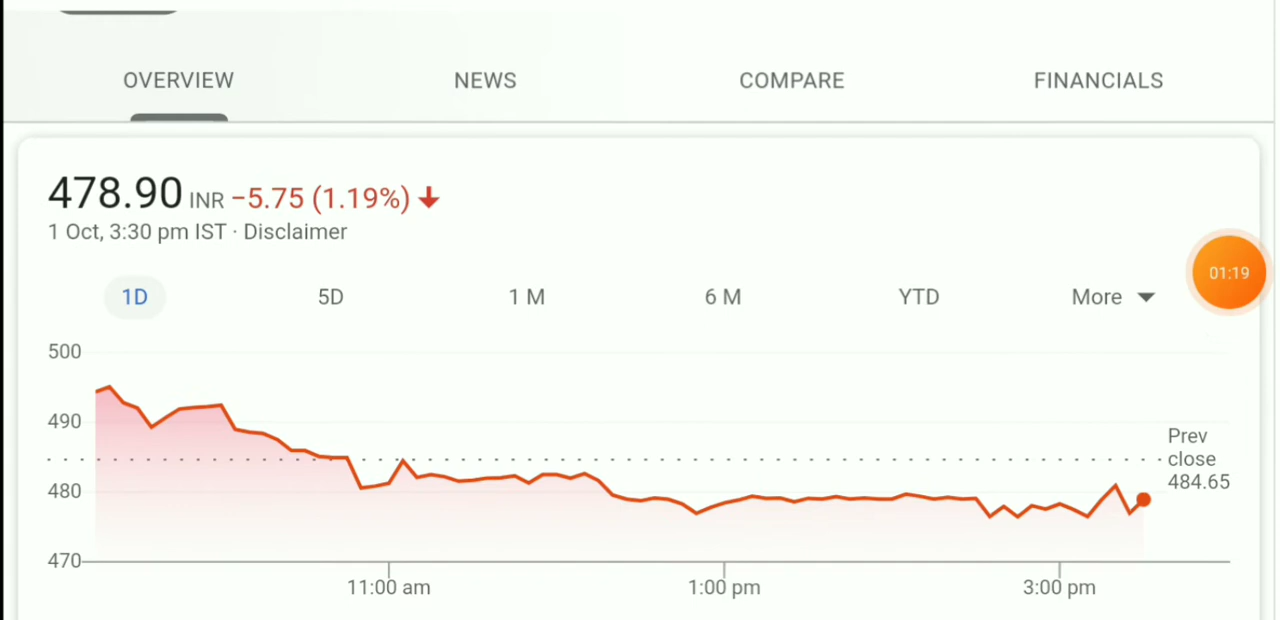 OVERVIEW NEWS COMPARE FINANCIALS
478.90 INR −5.75 (1.19%)
1 Oct, 3:30 pm IST · Disclaimer
01:19
1D 5D 1 M 6 M YTD More
500
490
480
470
Prev
close
484.65
11:00 am 1:00 pm 3:00 pm